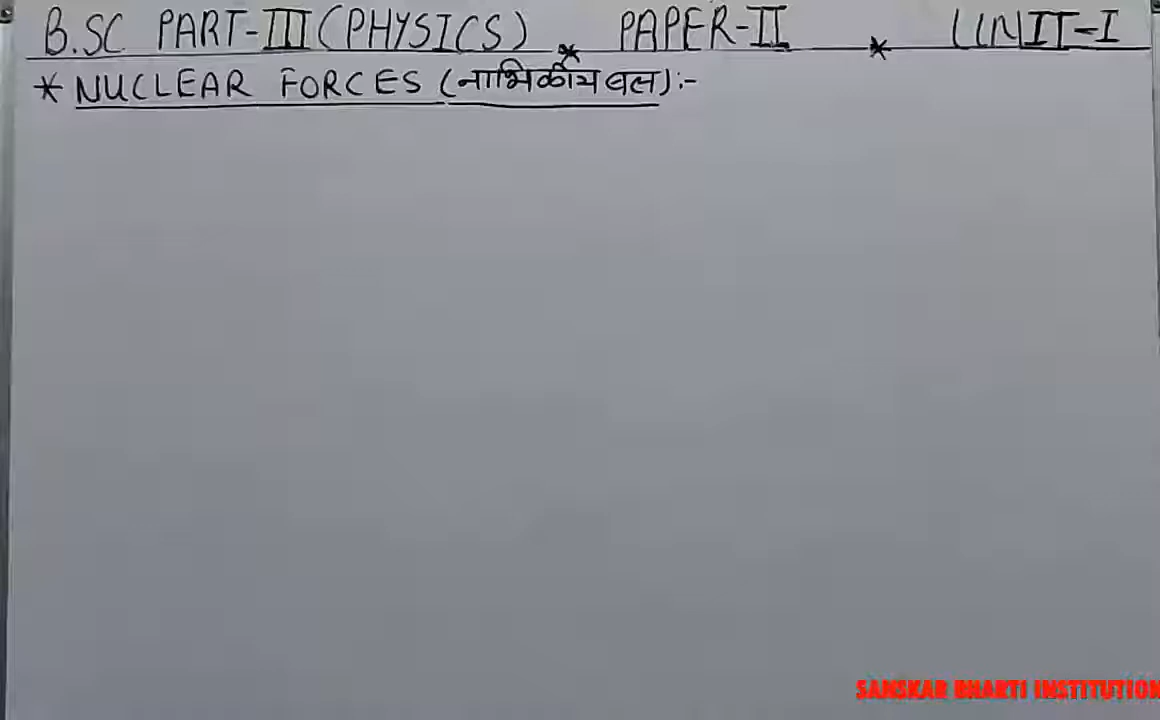 B.SC PART-III (PHYSICS) * PAPER-II * UNIT-I
* NUCLEAR FORCES (नाभिकीय बल):-
SANSKAR BHARTI INSTITUTION